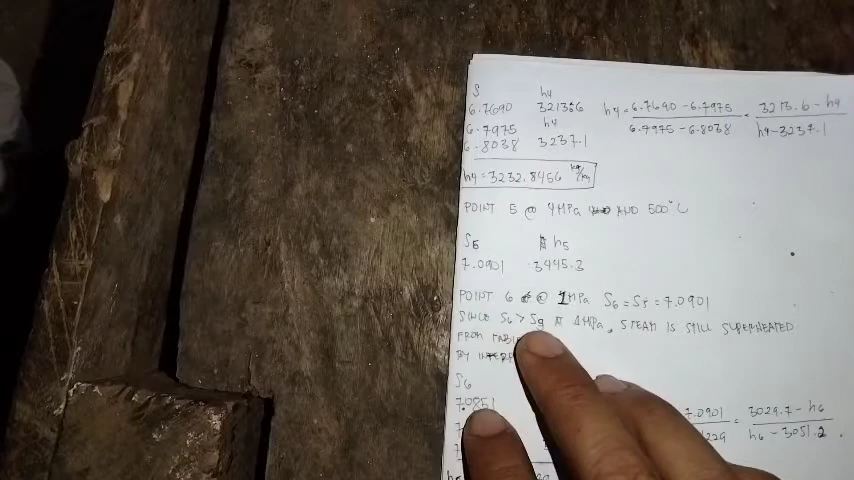 S h4
6.7690 3213.6 h4 = 6.7690 - 6.7975 = 3213.6 - h4
6.7975 h4 6.7975 - 6.8038 h4 - 3237.1
6.8038 3237.1
h4 = 3232.8456 kJ/kg
POINT 5 @ 4MPa AND 500°C
S5 h5
7.0901 3445.3
POINT 6 @ 1MPa S6 = S5 = 7.0901
SINCE S6 > Sg AT 1MPa, STEAM IS STILL SUPERHEATED
FROM
BY
S6
7.0851 7.0901 = 3029.7 - h6
h6 - 3051.2